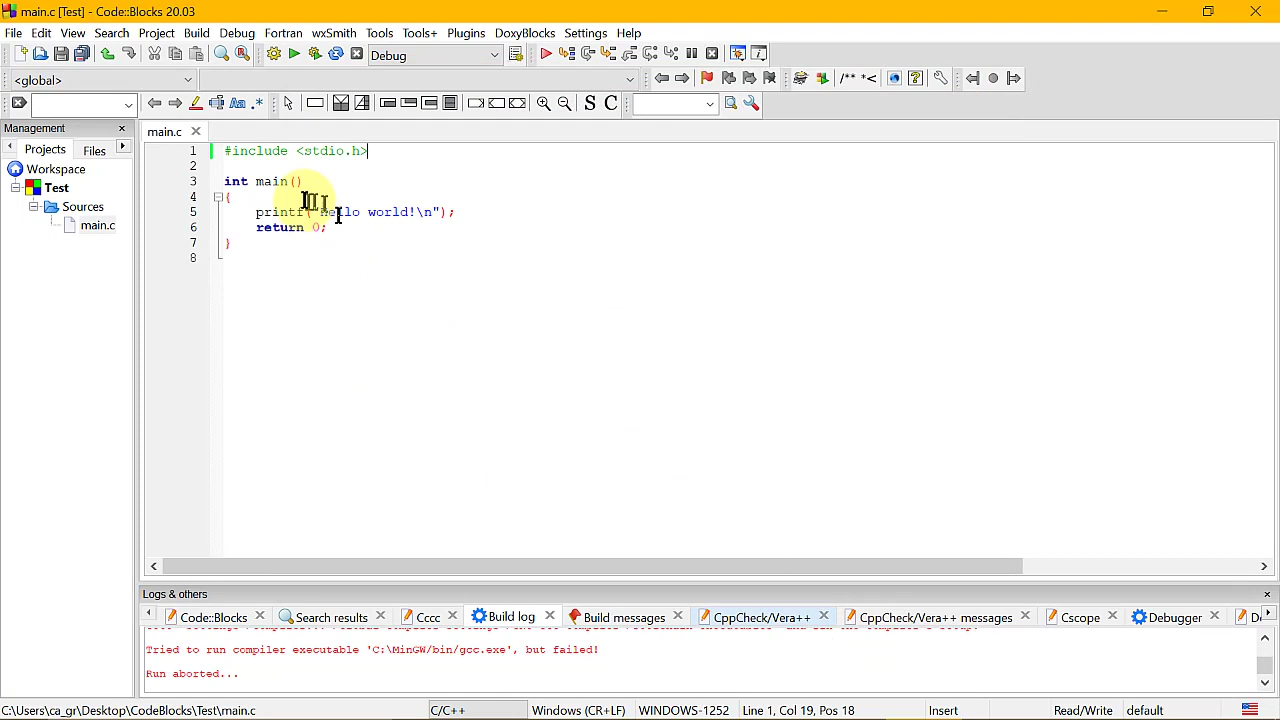 main.c [Test] - Code::Blocks 20.03
File Edit View Search Project Build Debug Fortran wxSmith Tools Tools+ Plugins DoxyBlocks Settings Help
Debug
<global>
/** *<
Aa .*
S C
Management
main.c
Projects Files
Workspace
Test
Sources
main.c
1 #include <stdio.h>
2
3 int main()
4 {
5 printf("Hello world!\n");
6 return 0;
7 }
8
Logs & others
Code::Blocks Search results Cccc Build log Build messages CppCheck/Vera++ CppCheck/Vera++ messages Cscope Debugger
Tried to run compiler executable 'C:\MinGW/bin/gcc.exe', but failed!
Run aborted...
C:\Users\ca_gr\Desktop\CodeBlocks\Test\main.c C/C++ Windows (CR+LF) WINDOWS-1252 Line 1, Col 19, Pos 18 Insert Read/Write default